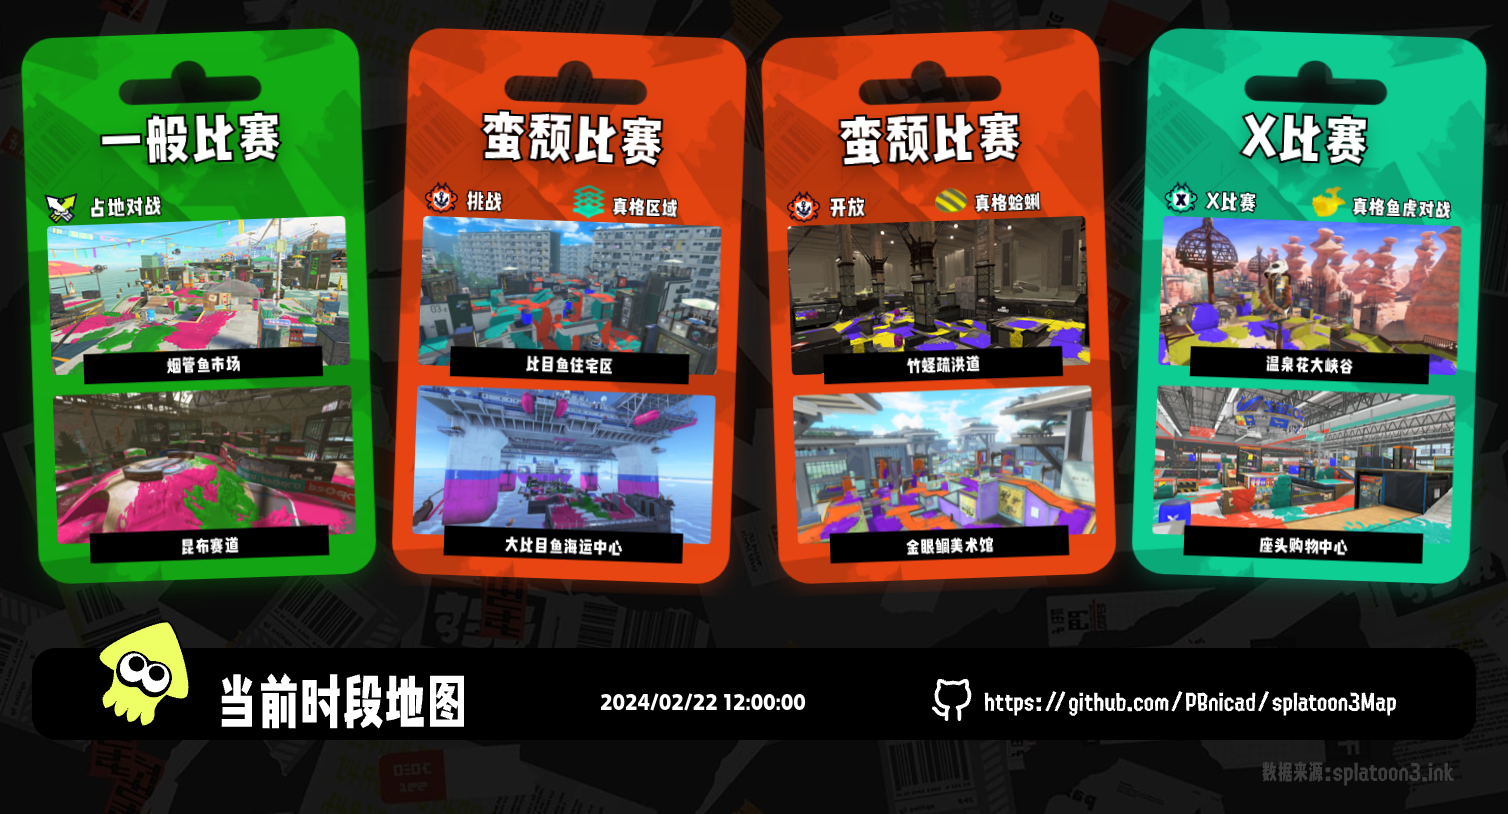 一般比赛
占地对战
烟管鱼市场
昆布赛道
蛮颓比赛
挑战
真格区域
比目鱼住宅区
大比目鱼海运中心
蛮颓比赛
开放
真格蛤蜊
竹蛏疏洪道
金眼鲷美术馆
X比赛
X比赛
真格鱼虎对战
温泉花大峡谷
座头购物中心
当前时段地图
2024/02/22 12:00:00
https://github.com/PBnicad/splatoon3Map
数据来源:splatoon3.ink